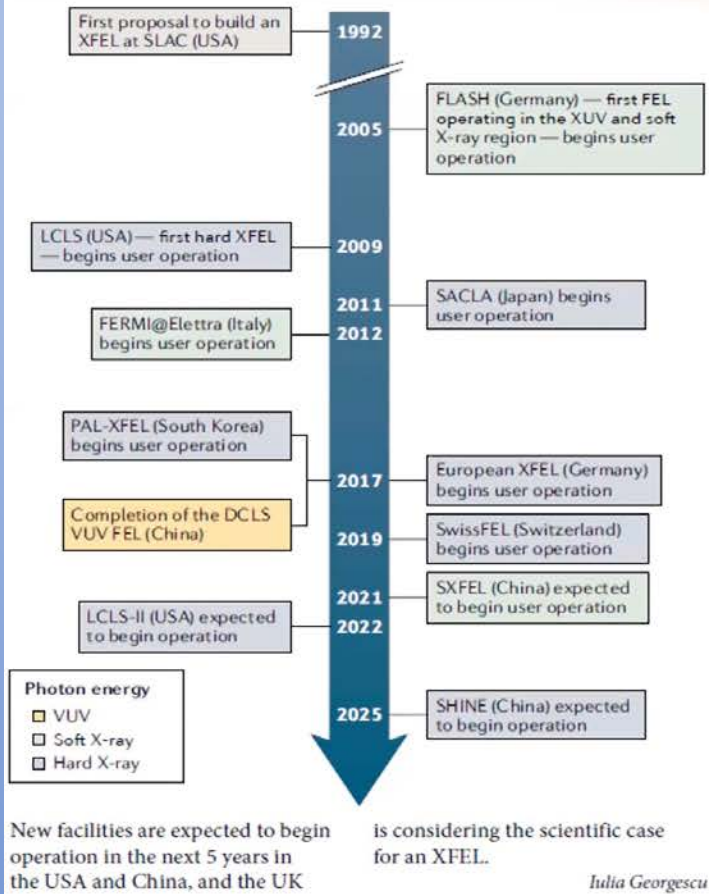 First proposal to build an
XFEL at SLAC (USA)
1992
FLASH (Germany) — first FEL
operating in the XUV and soft
X-ray region — begins user
operation
2005
LCLS (USA) — first hard XFEL
— begins user operation
2009
2011
SACLA (Japan) begins
user operation
FERMI@Elettra (Italy)
begins user operation
2012
PAL-XFEL (South Korea)
begins user operation
2017
European XFEL (Germany)
begins user operation
Completion of the DCLS
VUV FEL (China)
2019
SwissFEL (Switzerland)
begins user operation
2021
SXFEL (China) expected
to begin user operation
LCLS-II (USA) expected
to begin operation
2022
Photon energy
VUV
Soft X-ray
Hard X-ray
2025
SHINE (China) expected
to begin operation
New facilities are expected to begin
operation in the next 5 years in
the USA and China, and the UK
is considering the scientific case
for an XFEL.
Iulia Georgescu